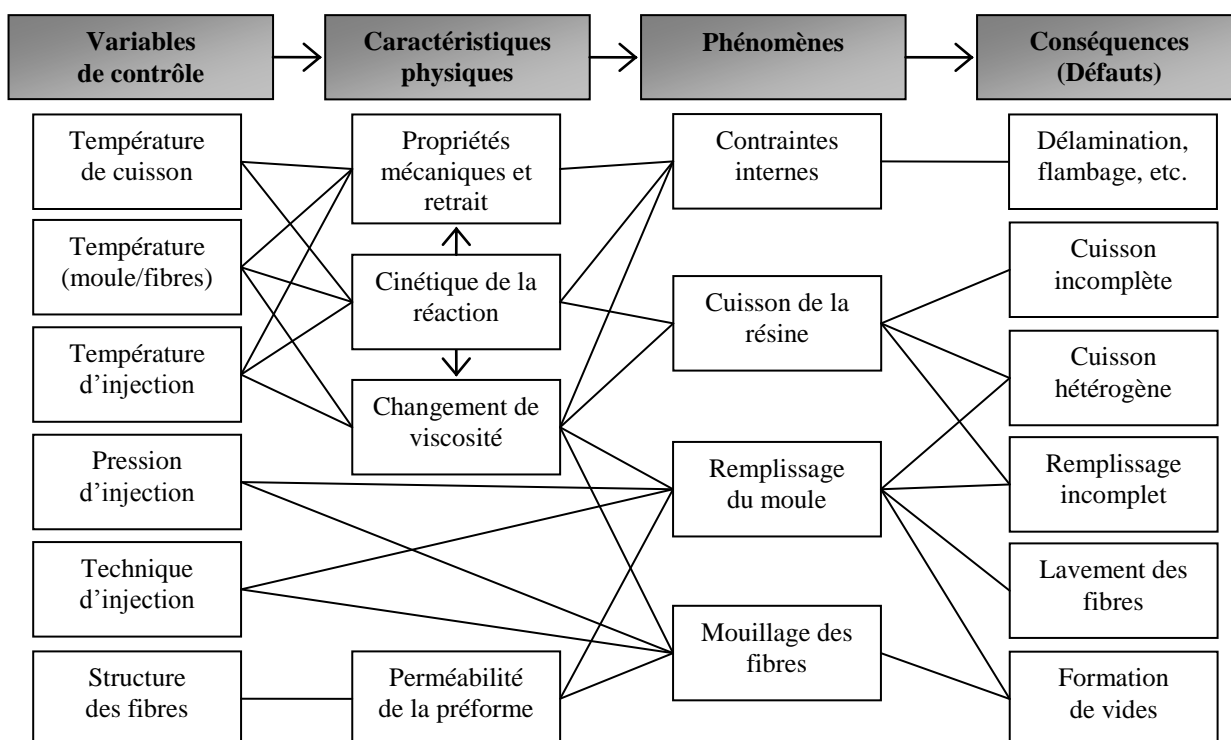 Variables
de contrôle
Caractéristiques
physiques
Phénomènes
Conséquences
(Défauts)
Température
de cuisson
Température
(moule/fibres)
Température
d’injection
Pression
d’injection
Technique
d’injection
Structure
des fibres
Propriétés
mécaniques et
retrait
Cinétique de la
réaction
Changement de
viscosité
Perméabilité
de la préforme
Contraintes
internes
Cuisson de la
résine
Remplissage
du moule
Mouillage des
fibres
Délamination,
flambage, etc.
Cuisson
incomplète
Cuisson
hétérogène
Remplissage
incomplet
Lavement des
fibres
Formation
de vides